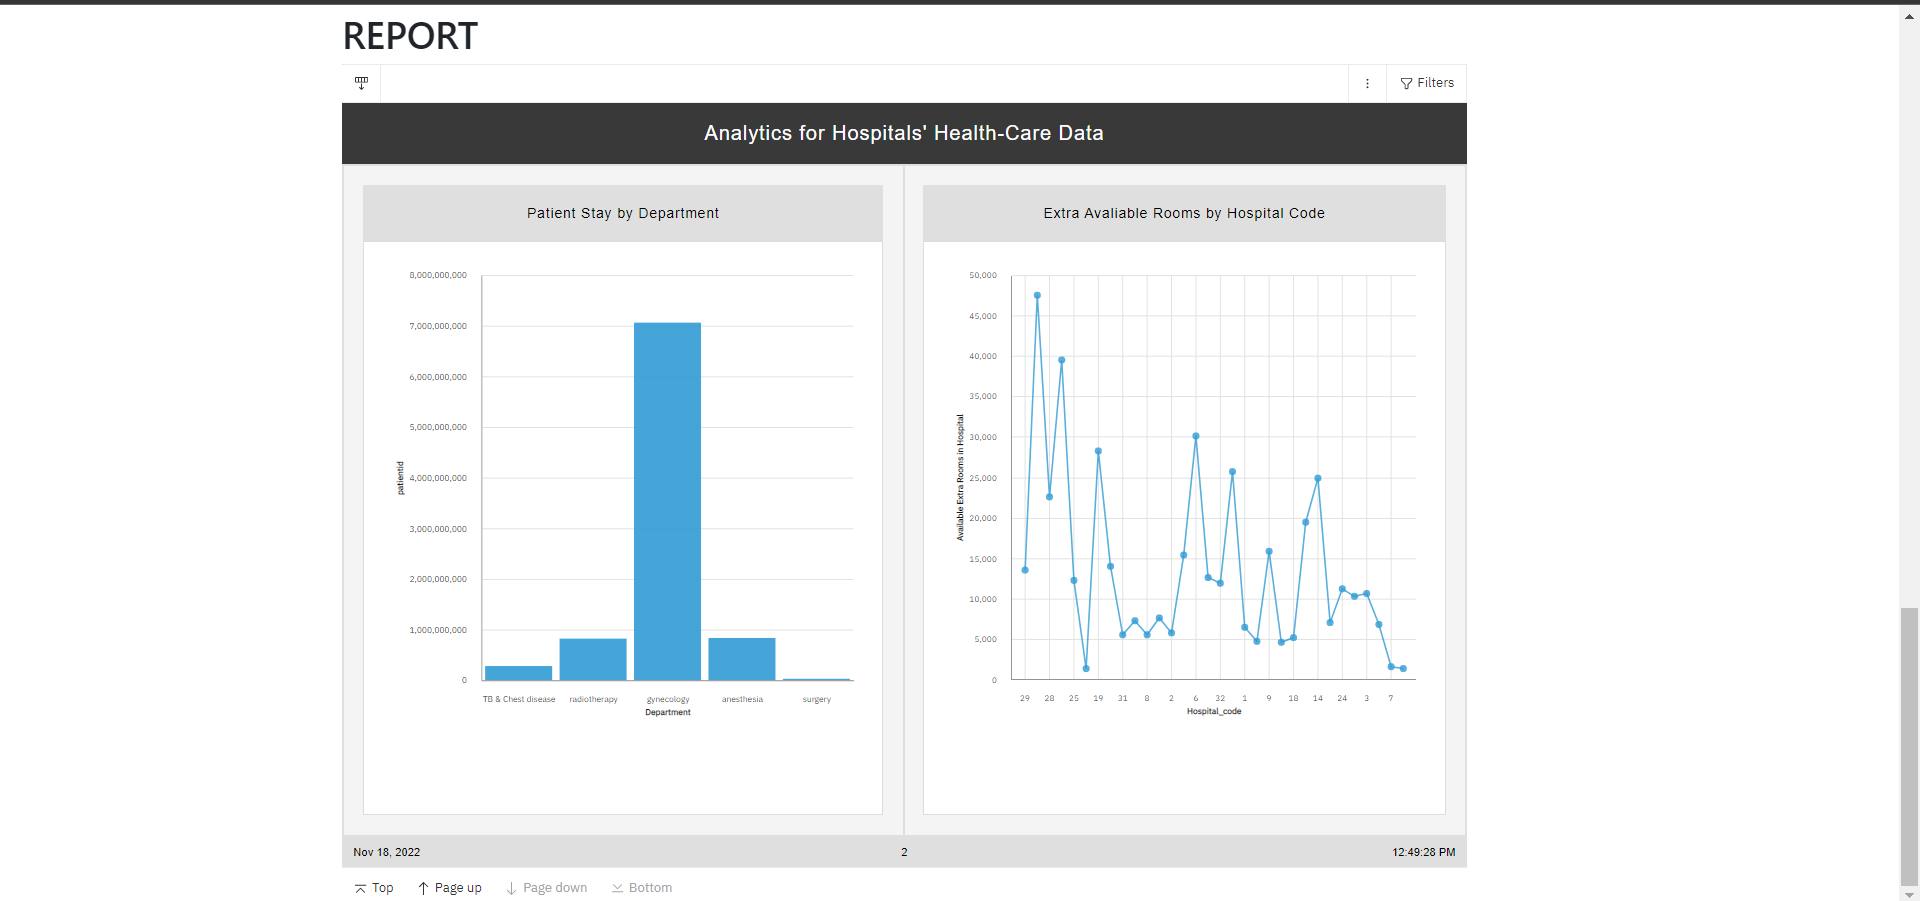 REPORT
Filters
Analytics for Hospitals' Health-Care Data
Patient Stay by Department
8,000,000,000
7,000,000,000
6,000,000,000
5,000,000,000
4,000,000,000
3,000,000,000
2,000,000,000
1,000,000,000
0
patientid
TB & Chest disease radiotherapy gynecology anesthesia surgery
Department
Extra Avaliable Rooms by Hospital Code
50,000
45,000
40,000
35,000
30,000
25,000
20,000
15,000
10,000
5,000
0
Available Extra Rooms in Hospital
29 28 25 19 31 8 2 6 32 1 9 18 14 24 3 7
Hospital_code
Nov 18, 2022 2 12:49:28 PM
Top Page up Page down Bottom